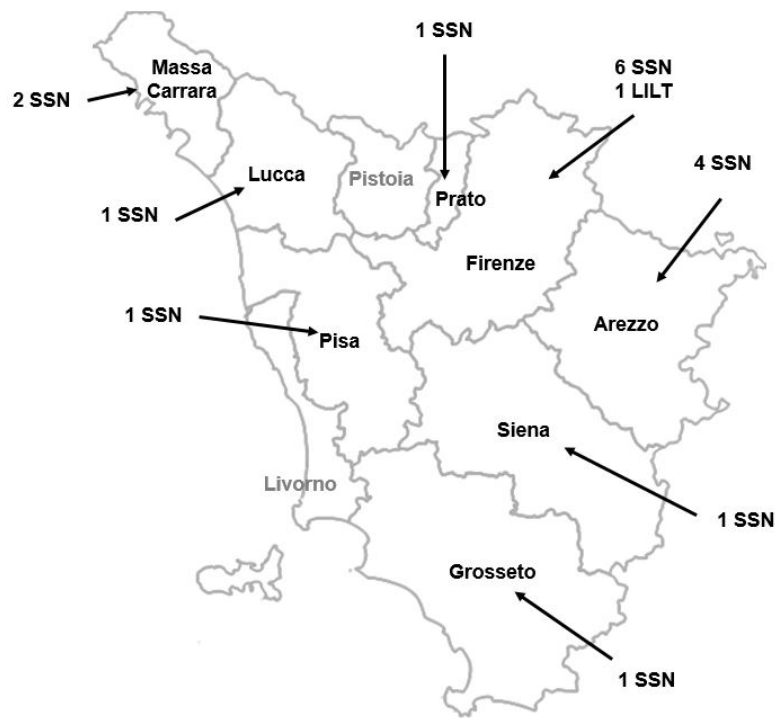 1 SSN
Massa
Carrara
6 SSN
1 LILT
2 SSN
Lucca
Pistoia
Prato
4 SSN
1 SSN
Firenze
1 SSN
Pisa
Arezzo
Siena
Livorno
1 SSN
Grosseto
1 SSN